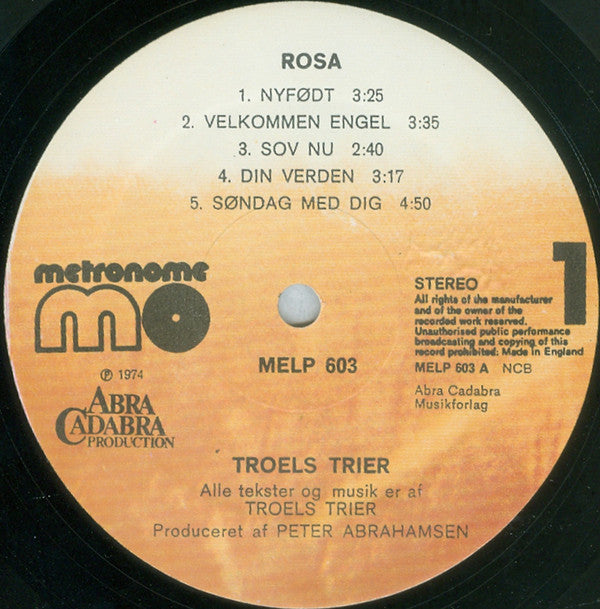 ROSA
1. NYFØDT 3:25
2. VELKOMMEN ENGEL 3:35
3. SOV NU 2:40
4. DIN VERDEN 3:17
5. SØNDAG MED DIG 4:50
metronome
mo
1
STEREO
All rights of the manufacturer
and of the owner of the
recorded work reserved.
Unauthorised public performance
broadcasting and copying of this
record prohibited: Made In England
MELP 603
MELP 603 A NCB
℗ 1974
Abra Cadabra
Musikforlag
ABRA
CADABRA
PRODUCTION
TROELS TRIER
Alle tekster og musik er af
TROELS TRIER
Produceret af PETER ABRAHAMSEN